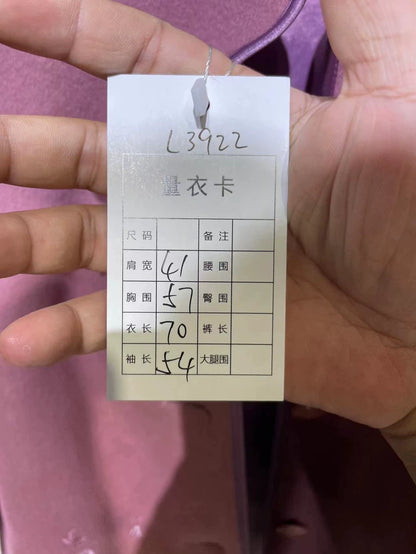 L3922
量衣卡
尺码 备注
肩宽 41 腰围
胸围 57 臀围
衣长 70 裤长
袖长 54 大腿围